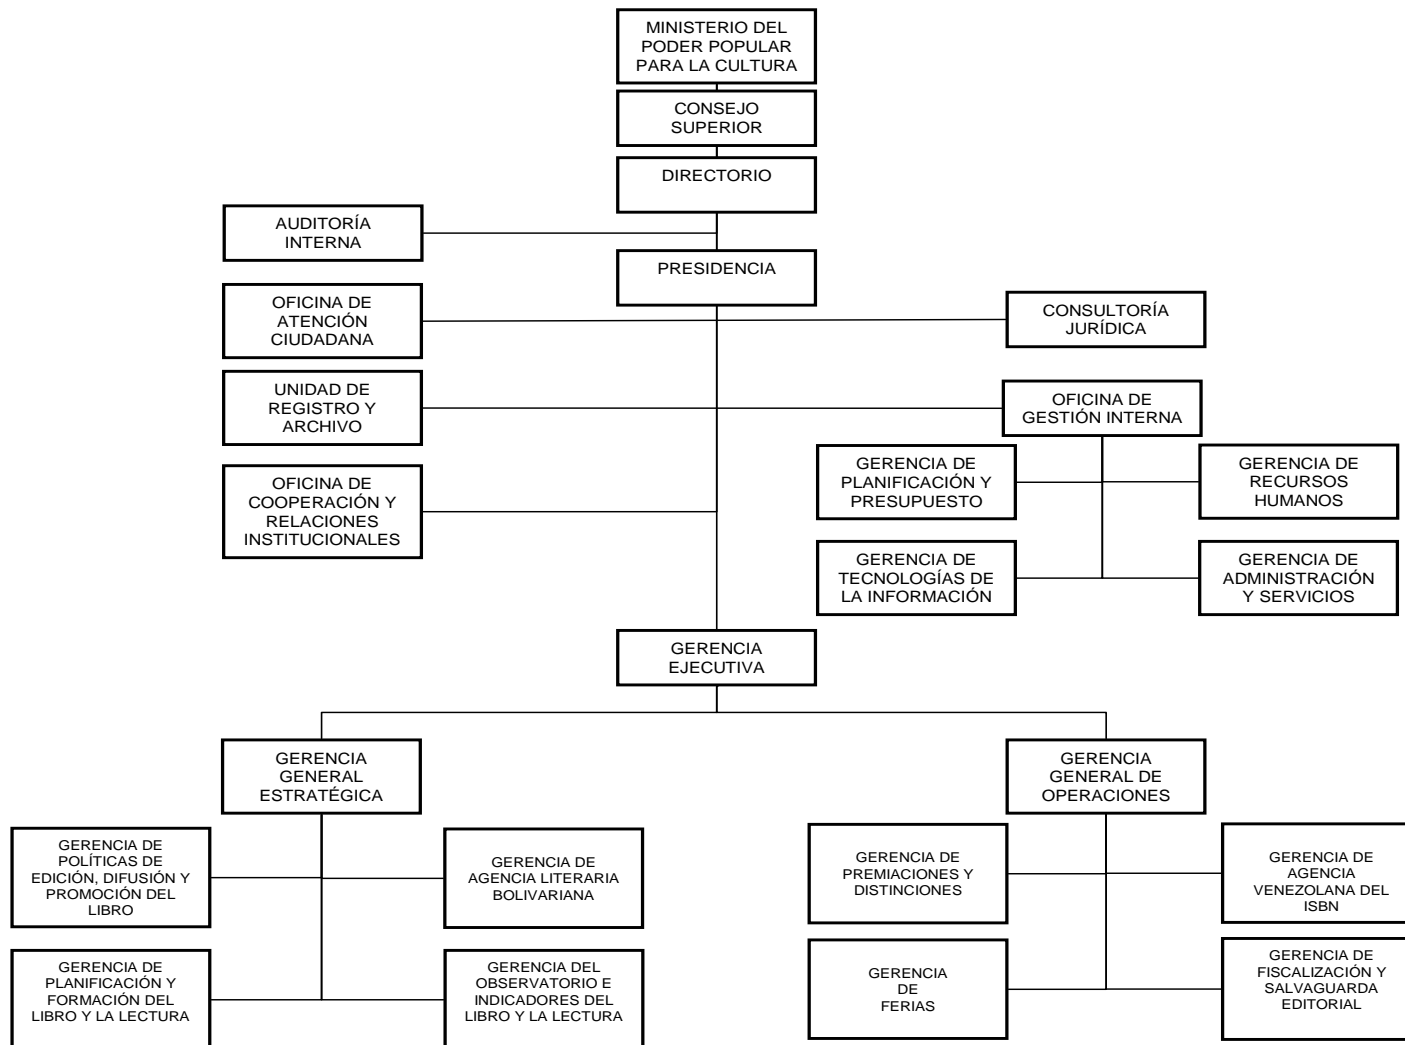 MINISTERIO DEL
PODER POPULAR
PARA LA CULTURA
CONSEJO
SUPERIOR
DIRECTORIO
AUDITORÍA
INTERNA
PRESIDENCIA
OFICINA DE
ATENCIÓN
CIUDADANA
CONSULTORÍA
JURÍDICA
UNIDAD DE
REGISTRO Y
ARCHIVO
OFICINA DE
GESTIÓN INTERNA
OFICINA DE
COOPERACIÓN Y
RELACIONES
INSTITUCIONALES
GERENCIA DE
PLANIFICACIÓN Y
PRESUPUESTO
GERENCIA DE
RECURSOS
HUMANOS
GERENCIA DE
TECNOLOGÍAS DE
LA INFORMACIÓN
GERENCIA DE
ADMINISTRACIÓN
Y SERVICIOS
GERENCIA
EJECUTIVA
GERENCIA
GENERAL
ESTRATÉGICA
GERENCIA
GENERAL DE
OPERACIONES
GERENCIA DE
POLÍTICAS DE
EDICIÓN, DIFUSIÓN Y
PROMOCIÓN DEL
LIBRO
GERENCIA DE
AGENCIA LITERARIA
BOLIVARIANA
GERENCIA DE
PREMIACIONES Y
DISTINCIONES
GERENCIA DE
AGENCIA
VENEZOLANA DEL
ISBN
GERENCIA DE
PLANIFICACIÓN Y
FORMACIÓN DEL
LIBRO Y LA LECTURA
GERENCIA DEL
OBSERVATORIO E
INDICADORES DEL
LIBRO Y LA LECTURA
GERENCIA
DE
FERIAS
GERENCIA DE
FISCALIZACIÓN Y
SALVAGUARDA
EDITORIAL